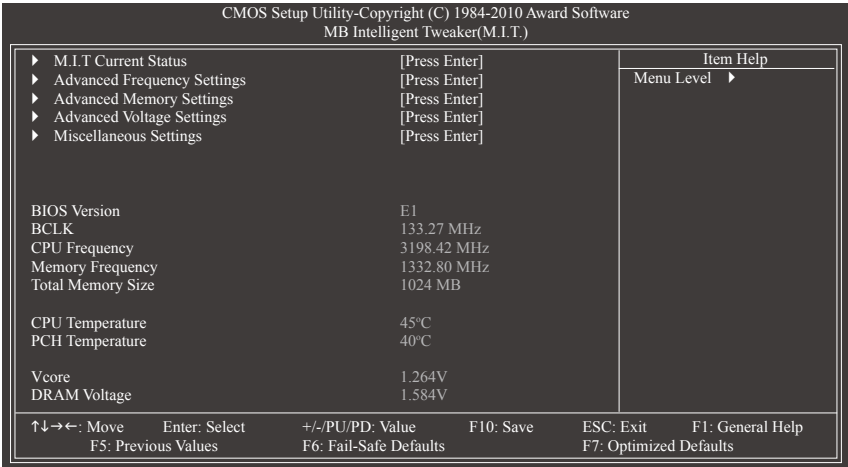 CMOS Setup Utility-Copyright (C) 1984-2010 Award Software
MB Intelligent Tweaker(M.I.T.)
▶ M.I.T Current Status [Press Enter]
▶ Advanced Frequency Settings [Press Enter]
▶ Advanced Memory Settings [Press Enter]
▶ Advanced Voltage Settings [Press Enter]
▶ Miscellaneous Settings [Press Enter]
Item Help
Menu Level ▶
BIOS Version E1
BCLK 133.27 MHz
CPU Frequency 3198.42 MHz
Memory Frequency 1332.80 MHz
Total Memory Size 1024 MB
CPU Temperature 45°C
PCH Temperature 40°C
Vcore 1.264V
DRAM Voltage 1.584V
↑↓→←: Move Enter: Select +/-/PU/PD: Value F10: Save ESC: Exit F1: General Help
F5: Previous Values F6: Fail-Safe Defaults F7: Optimized Defaults